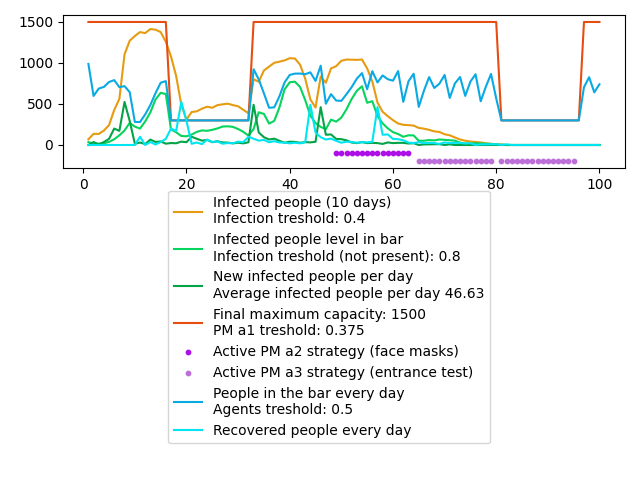 1500
1000
500
0
0
20
40
60
80
100
Infected people (10 days)
Infection treshold: 0.4
Infected people level in bar
Infection treshold (not present): 0.8
New infected people per day
Average infected people per day 46.63
Final maximum capacity: 1500
PM a1 treshold: 0.375
Active PM a2 strategy (face masks)
Active PM a3 strategy (entrance test)
People in the bar every day
Agents treshold: 0.5
Recovered people every day